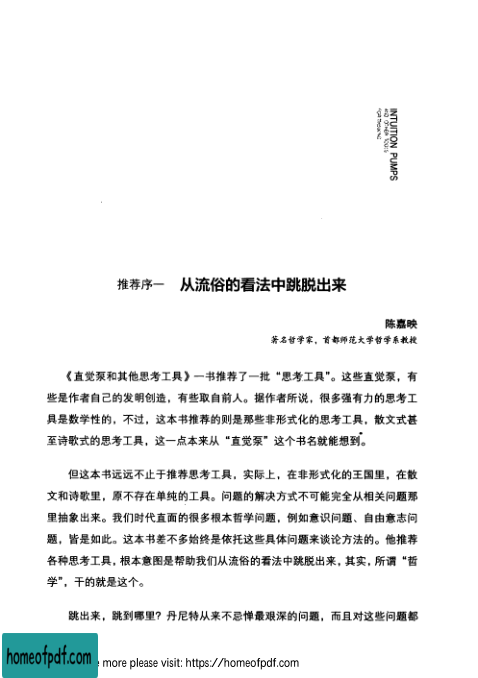 INTUITION PUMPS
推荐序一 从流俗的看法中跳脱出来
陈嘉映
著名哲学家，首都师范大学哲学系教授
《直觉泵和其他思考工具》一书推荐了一批“思考工具”。这些直觉泵，有
些是作者自己的发明创造，有些取自前人。据作者所说，很多强有力的思考工
具是数学性的，不过，这本书推荐的则是那些非形式化的思考工具，散文式甚
至诗歌式的思考工具，这一点本来从“直觉泵”这个书名就能想到。
但这本书远远不止于推荐思考工具，实际上，在非形式化的王国里，在散
文和诗歌里，原不存在单纯的工具。问题的解决方式不可能完全从相关问题那
里抽象出来。我们时代直面的很多根本哲学问题，例如意识问题、自由意志问
题，皆是如此。这本书差不多始终是依托这些具体问题来谈论方法的。他推荐
各种思考工具，根本意图是帮助我们从流俗的看法中跳脱出来，其实，所谓“哲
学”，干的就是这个。
跳出来，跳到哪里？丹尼特从来不忌惮最艰深的问题，而且对这些问题都
homeofpdf.com
more please visit: https://homeofpdf.com